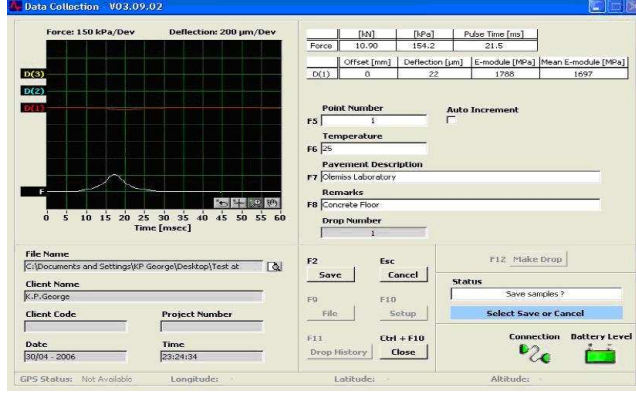 Data Collection - V03.09.02
Force: 150 kPa/Dev Deflection: 200 µm/Dev
D(3)
D(2)
D(1)
F
0 5 10 15 20 25 30 35 40 45 50 55 60
Time [msec]
[kN] [kPa] Pulse Time [ms]
Force 10.90 154.2 21.5
Offset [mm] Deflection [µm] E-module [MPa] Mean E-module [MPa]
D(1) 0 22 1788 1697
Point Number Auto Increment
F5 1
Temperature
F6 25
Pavement Description
F7 Olemiss Laboratory
Remarks
F8 Concrete Floor
Drop Number
1
File Name
C:\Documents and Settings\KP George\Desktop\Test at
Client Name
K.P.George
Client Code Project Number
Date Time
30/04 - 2006 23:24:34
F2 Esc
Save Cancel
F9 F10
File Setup
F11 Ctrl + F10
Drop History Close
F12 Make Drop
Status
Save samples ?
Select Save or Cancel
Connection Battery Level
GPS Status: Not Available Longitude: - Latitude: - Altitude: -